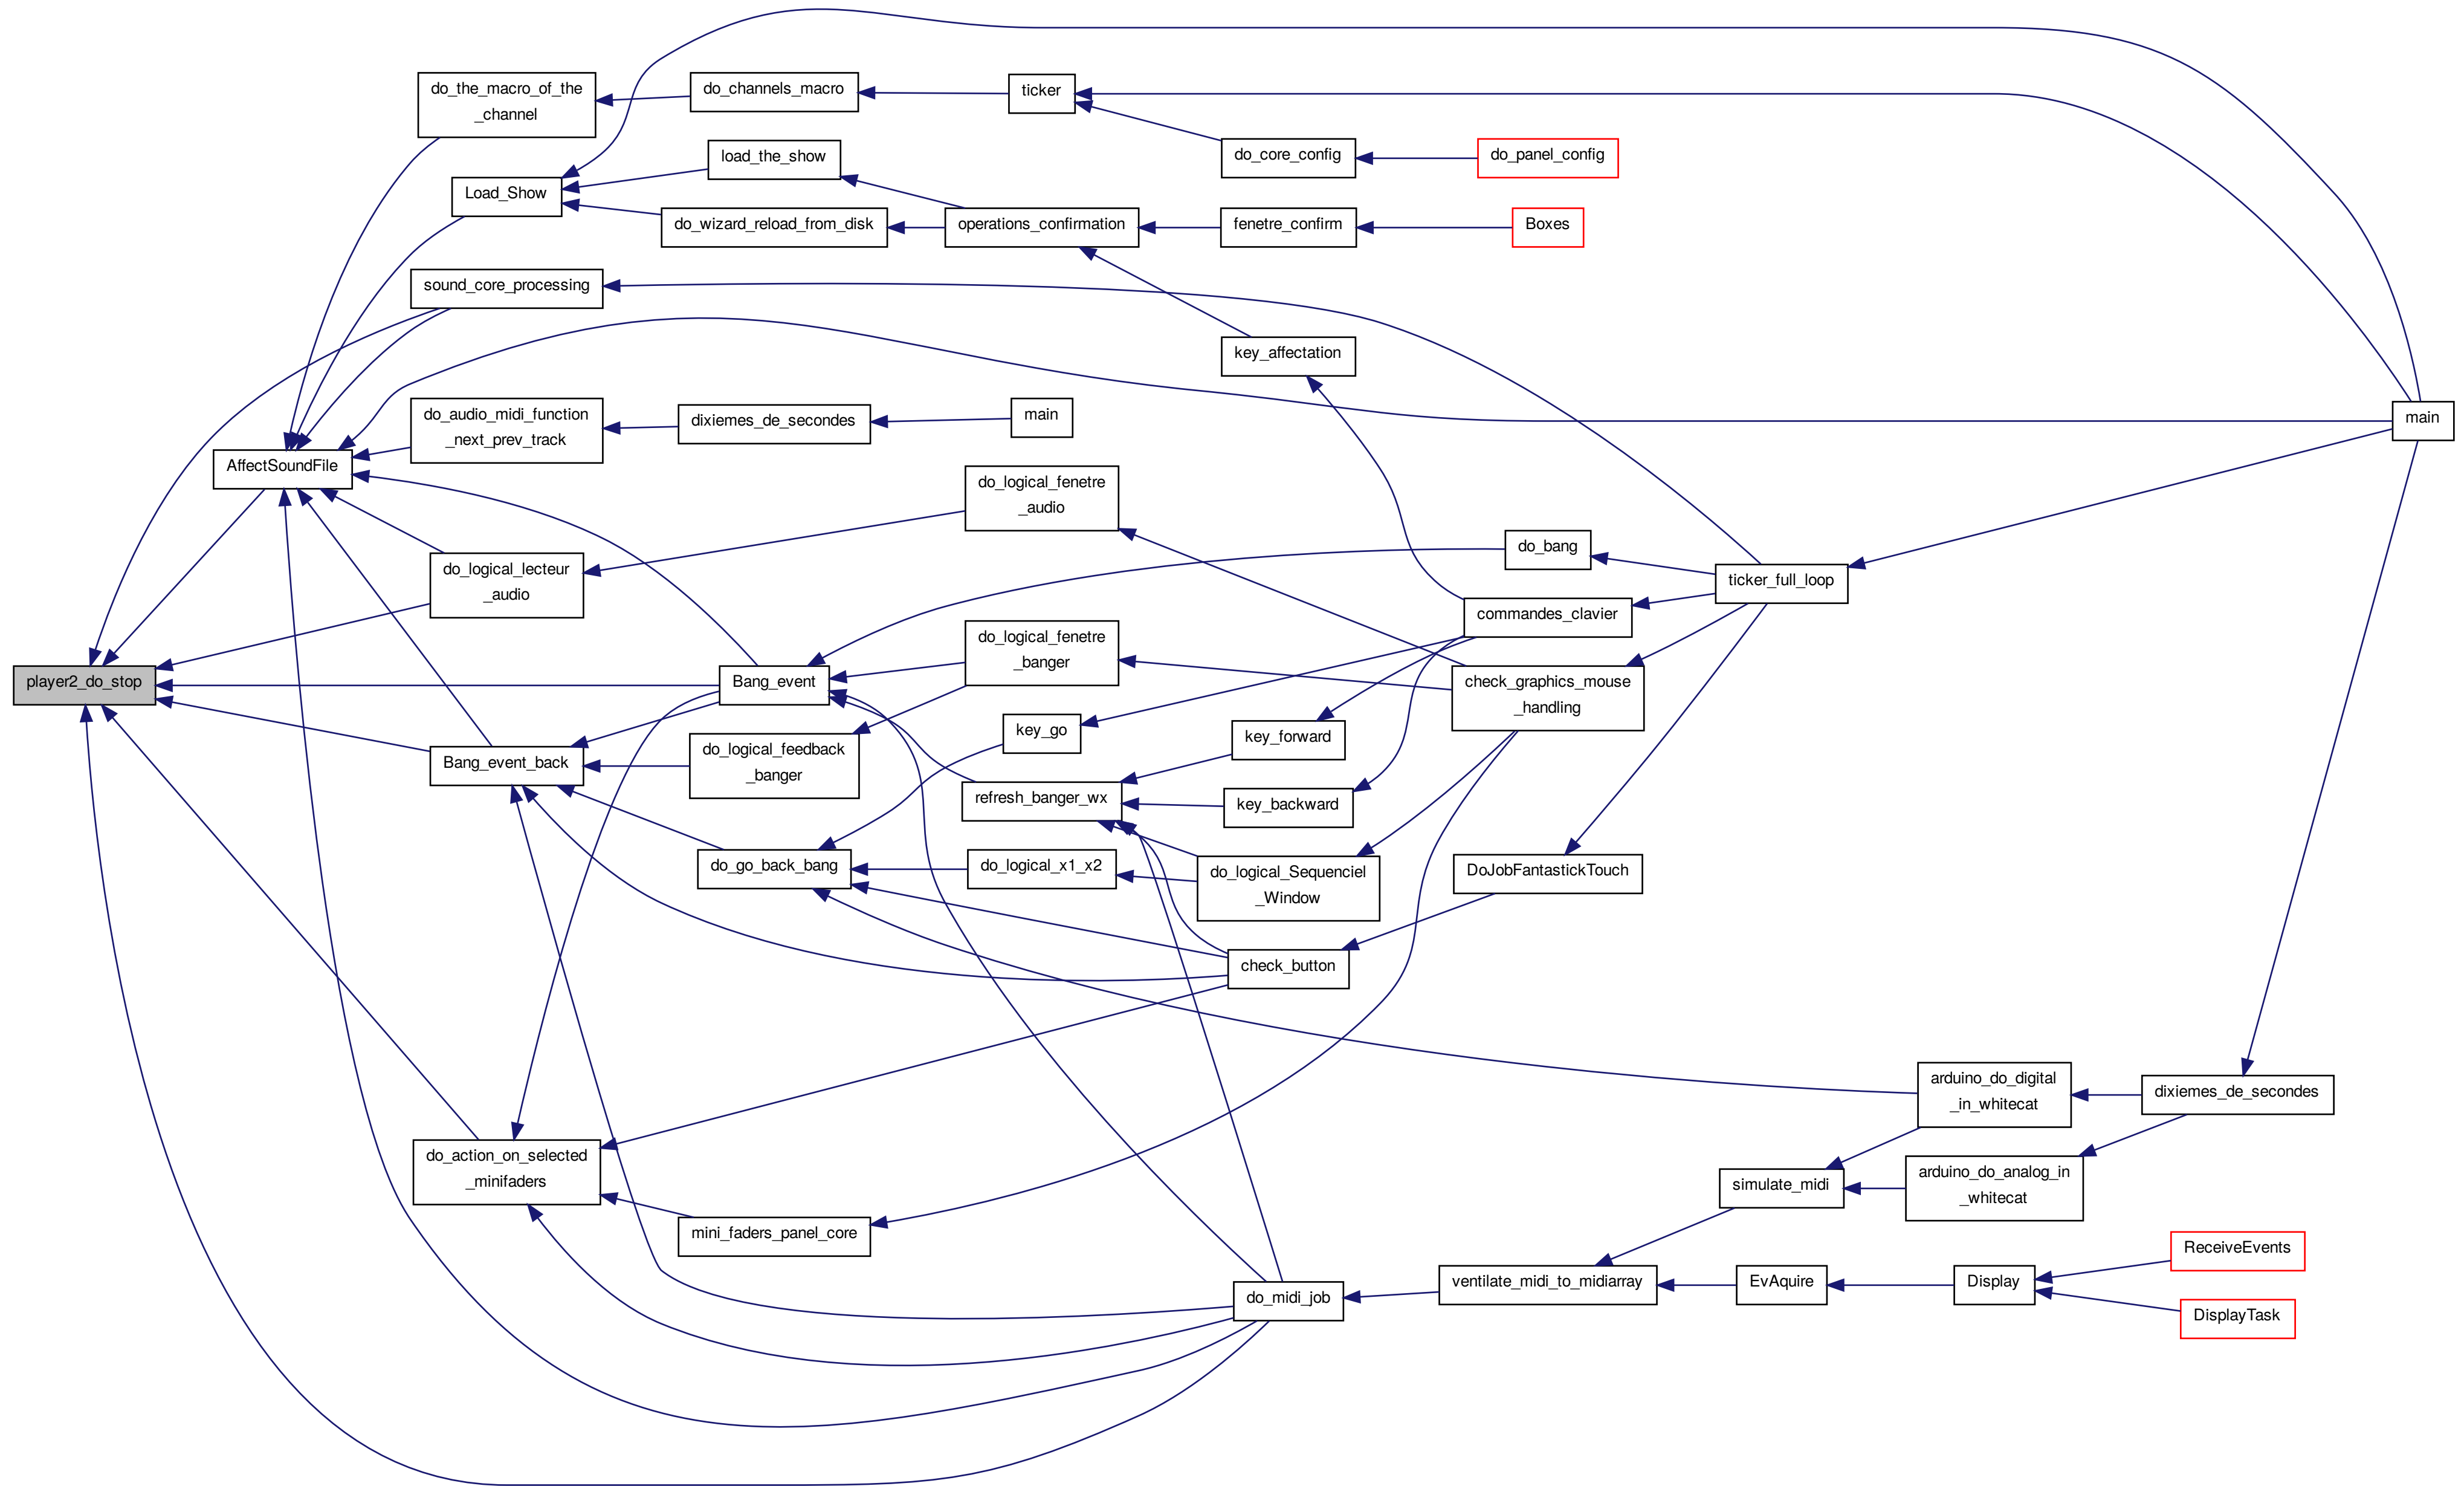 do_the_macro_of_the
_channel
do_channels_macro
ticker
do_core_config
do_panel_config
load_the_show
Load_Show
do_wizard_reload_from_disk
operations_confirmation
fenetre_confirm
Boxes
sound_core_processing
key_affectation
do_audio_midi_function
_next_prev_track
dixiemes_de_secondes
main
main
AffectSoundFile
do_logical_fenetre
_audio
do_logical_lecteur
_audio
do_bang
ticker_full_loop
commandes_clavier
do_logical_fenetre
_banger
player2_do_stop
Bang_event
check_graphics_mouse
_handling
key_go
key_forward
Bang_event_back
do_logical_feedback
_banger
refresh_banger_wx
key_backward
do_go_back_bang
do_logical_x1_x2
do_logical_Sequenciel
_Window
DoJobFantastickTouch
check_button
arduino_do_digital
_in_whitecat
dixiemes_de_secondes
do_action_on_selected
_minifaders
simulate_midi
arduino_do_analog_in
_whitecat
mini_faders_panel_core
ReceiveEvents
do_midi_job
ventilate_midi_to_midiarray
EvAquire
Display
DisplayTask